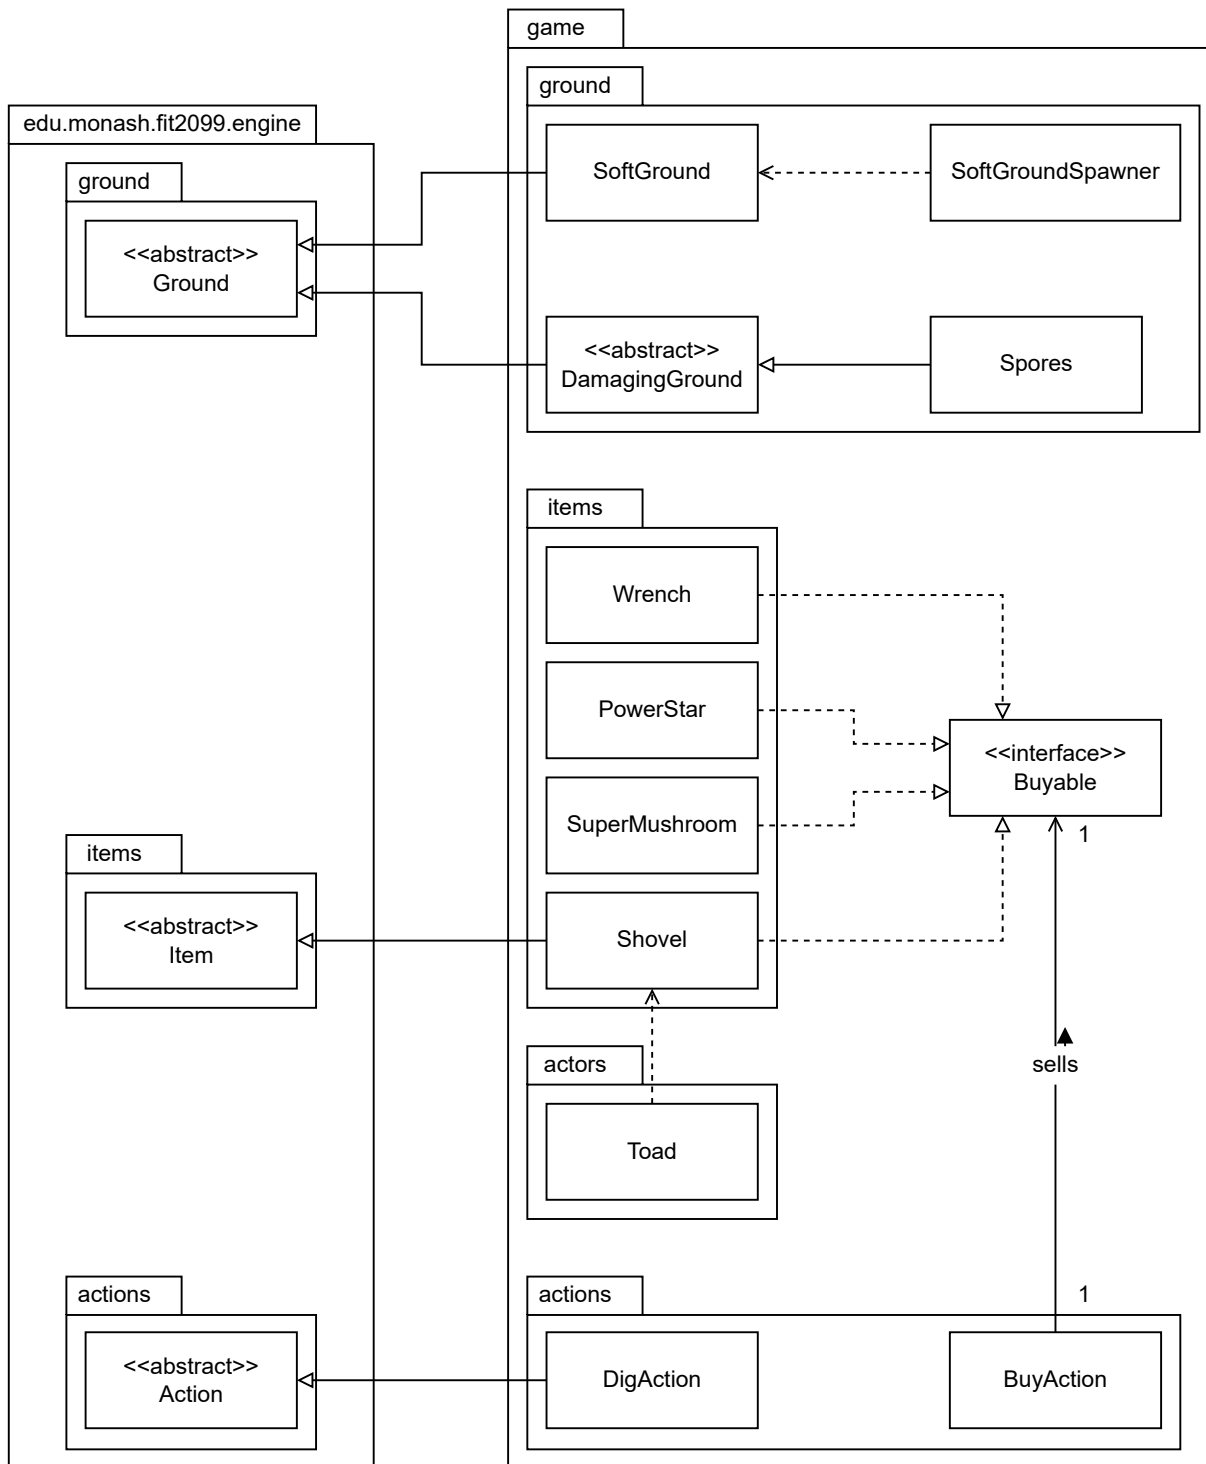 game
ground
edu.monash.fit2099.engine
SoftGround
SoftGroundSpawner
ground
<<abstract>>
Ground
<<abstract>>
DamagingGround
Spores
items
Wrench
PowerStar
<<interface>>
Buyable
SuperMushroom
1
items
<<abstract>>
Item
Shovel
actors
sells
Toad
actions
actions
1
<<abstract>>
Action
DigAction
BuyAction